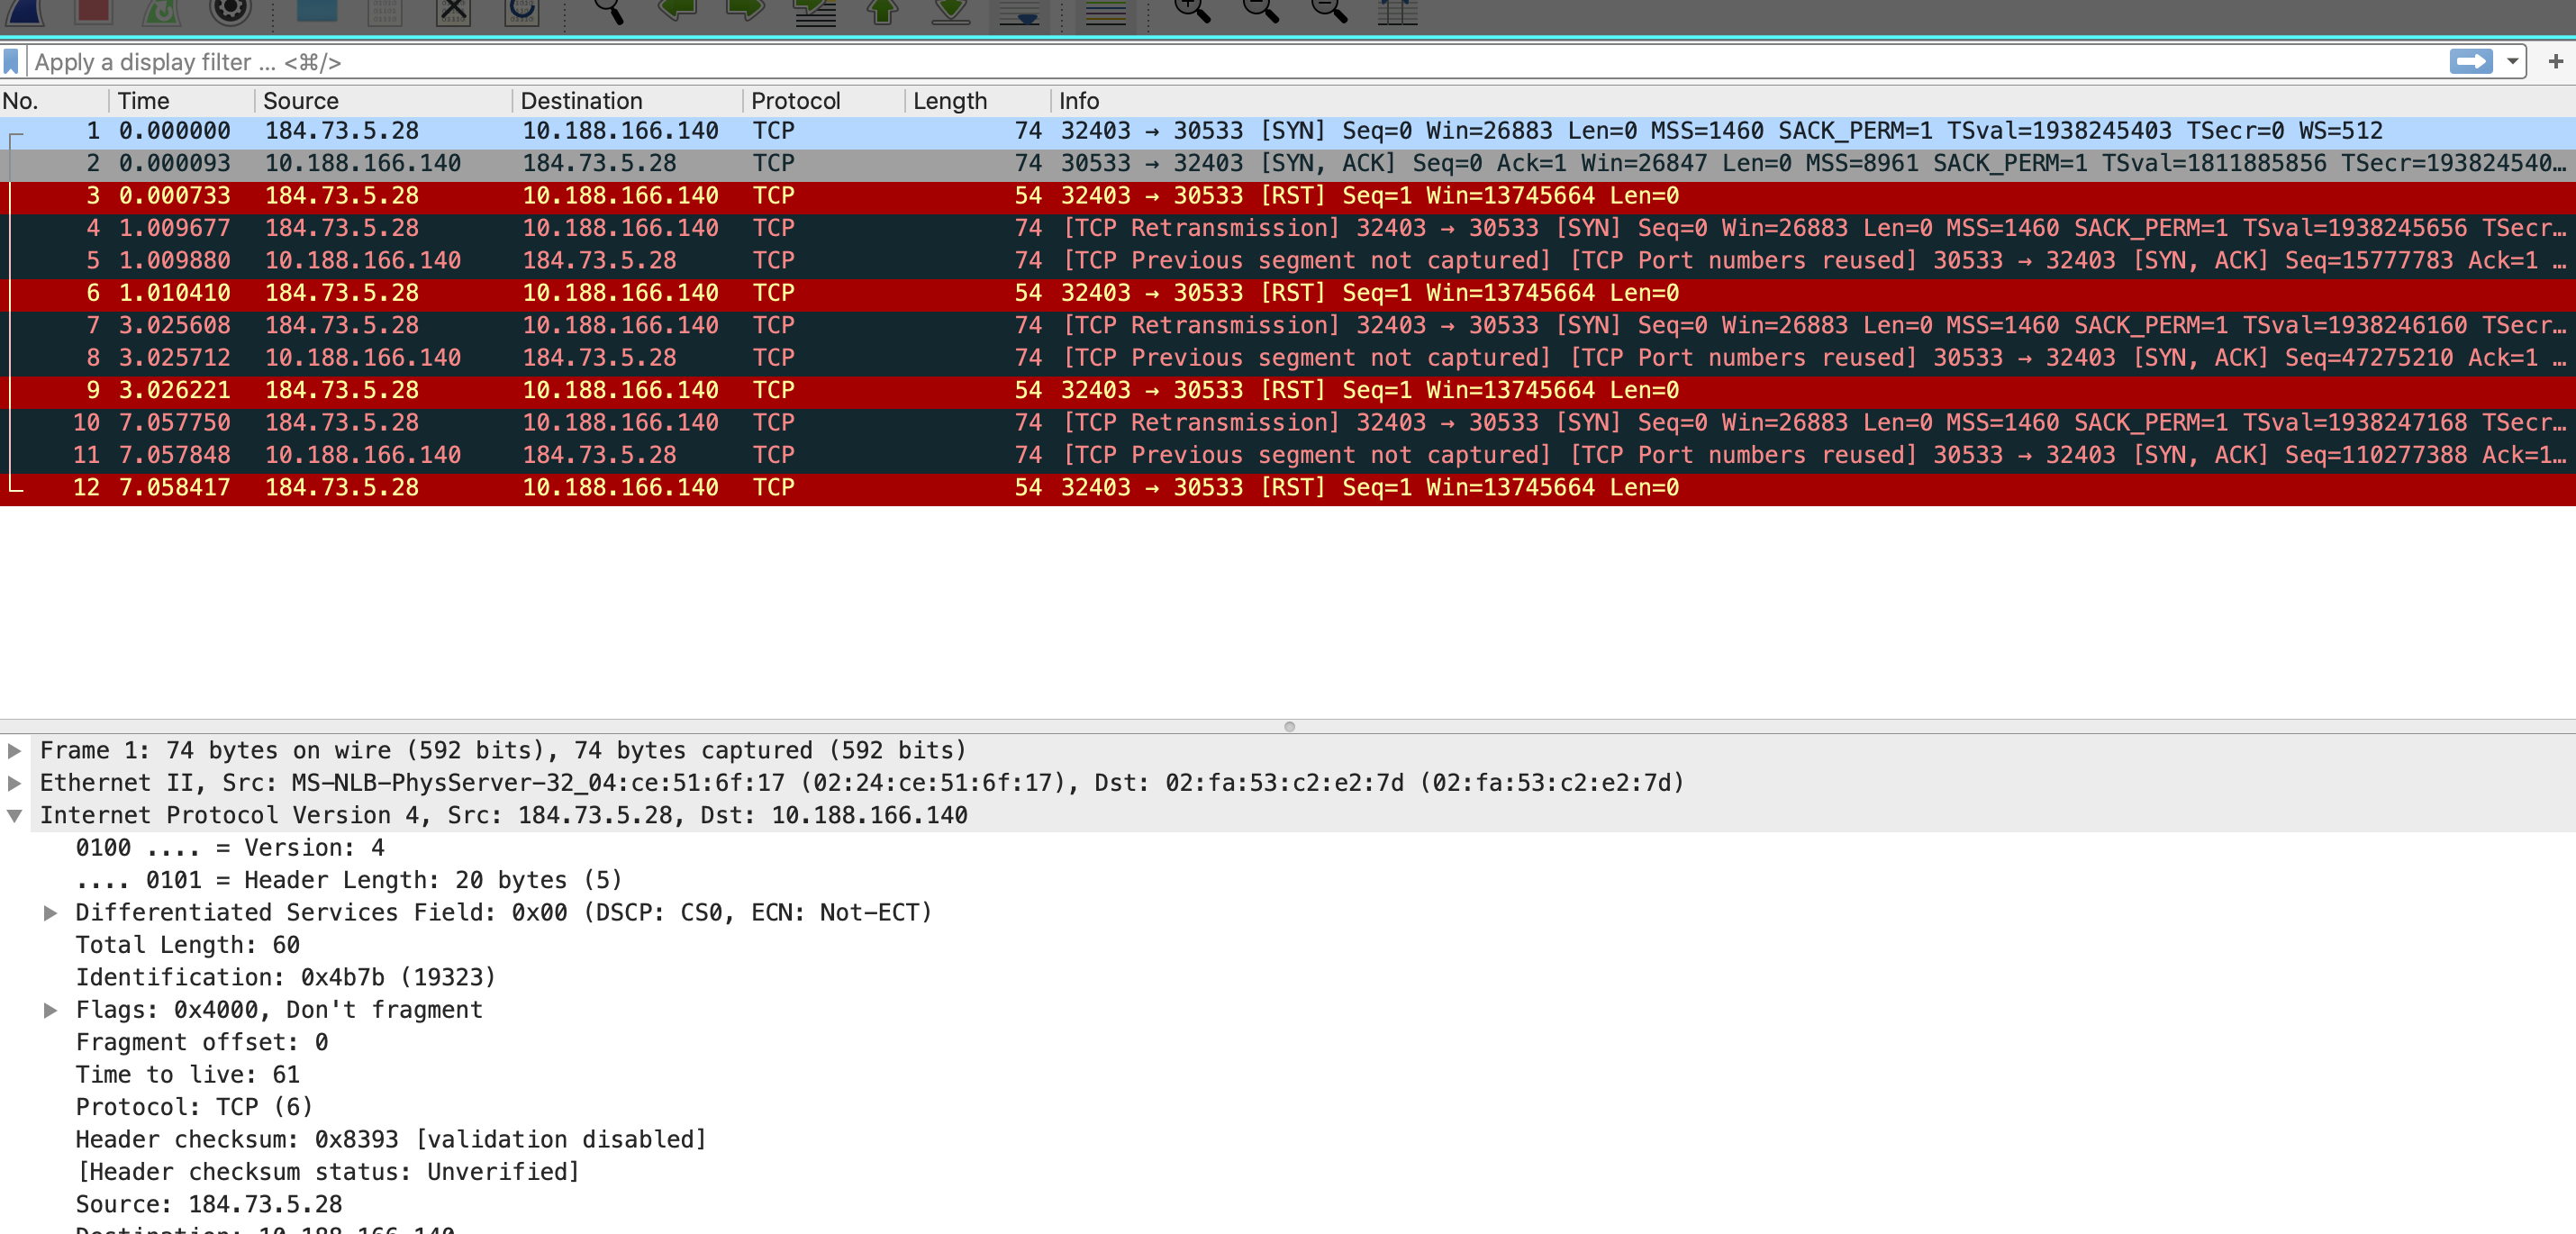 Apply a display filter ... <⌘/>
No. Time Source Destination Protocol Length Info
1 0.000000 184.73.5.28 10.188.166.140 TCP 74 32403 → 30533 [SYN] Seq=0 Win=26883 Len=0 MSS=1460 SACK_PERM=1 TSval=1938245403 TSecr=0 WS=512
2 0.000093 10.188.166.140 184.73.5.28 TCP 74 30533 → 32403 [SYN, ACK] Seq=0 Ack=1 Win=26847 Len=0 MSS=8961 SACK_PERM=1 TSval=1811885856 TSecr=193824540…
3 0.000733 184.73.5.28 10.188.166.140 TCP 54 32403 → 30533 [RST] Seq=1 Win=13745664 Len=0
4 1.009677 184.73.5.28 10.188.166.140 TCP 74 [TCP Retransmission] 32403 → 30533 [SYN] Seq=0 Win=26883 Len=0 MSS=1460 SACK_PERM=1 TSval=1938245656 TSecr…
5 1.009880 10.188.166.140 184.73.5.28 TCP 74 [TCP Previous segment not captured] [TCP Port numbers reused] 30533 → 32403 [SYN, ACK] Seq=15777783 Ack=1 …
6 1.010410 184.73.5.28 10.188.166.140 TCP 54 32403 → 30533 [RST] Seq=1 Win=13745664 Len=0
7 3.025608 184.73.5.28 10.188.166.140 TCP 74 [TCP Retransmission] 32403 → 30533 [SYN] Seq=0 Win=26883 Len=0 MSS=1460 SACK_PERM=1 TSval=1938246160 TSecr…
8 3.025712 10.188.166.140 184.73.5.28 TCP 74 [TCP Previous segment not captured] [TCP Port numbers reused] 30533 → 32403 [SYN, ACK] Seq=47275210 Ack=1 …
9 3.026221 184.73.5.28 10.188.166.140 TCP 54 32403 → 30533 [RST] Seq=1 Win=13745664 Len=0
10 7.057750 184.73.5.28 10.188.166.140 TCP 74 [TCP Retransmission] 32403 → 30533 [SYN] Seq=0 Win=26883 Len=0 MSS=1460 SACK_PERM=1 TSval=1938247168 TSecr…
11 7.057848 10.188.166.140 184.73.5.28 TCP 74 [TCP Previous segment not captured] [TCP Port numbers reused] 30533 → 32403 [SYN, ACK] Seq=110277388 Ack=1…
12 7.058417 184.73.5.28 10.188.166.140 TCP 54 32403 → 30533 [RST] Seq=1 Win=13745664 Len=0
Frame 1: 74 bytes on wire (592 bits), 74 bytes captured (592 bits)
Ethernet II, Src: MS-NLB-PhysServer-32_04:ce:51:6f:17 (02:24:ce:51:6f:17), Dst: 02:fa:53:c2:e2:7d (02:fa:53:c2:e2:7d)
Internet Protocol Version 4, Src: 184.73.5.28, Dst: 10.188.166.140
0100 .... = Version: 4
.... 0101 = Header Length: 20 bytes (5)
Differentiated Services Field: 0x00 (DSCP: CS0, ECN: Not-ECT)
Total Length: 60
Identification: 0x4b7b (19323)
Flags: 0x4000, Don't fragment
Fragment offset: 0
Time to live: 61
Protocol: TCP (6)
Header checksum: 0x8393 [validation disabled]
[Header checksum status: Unverified]
Source: 184.73.5.28
Destination: 10.188.166.140